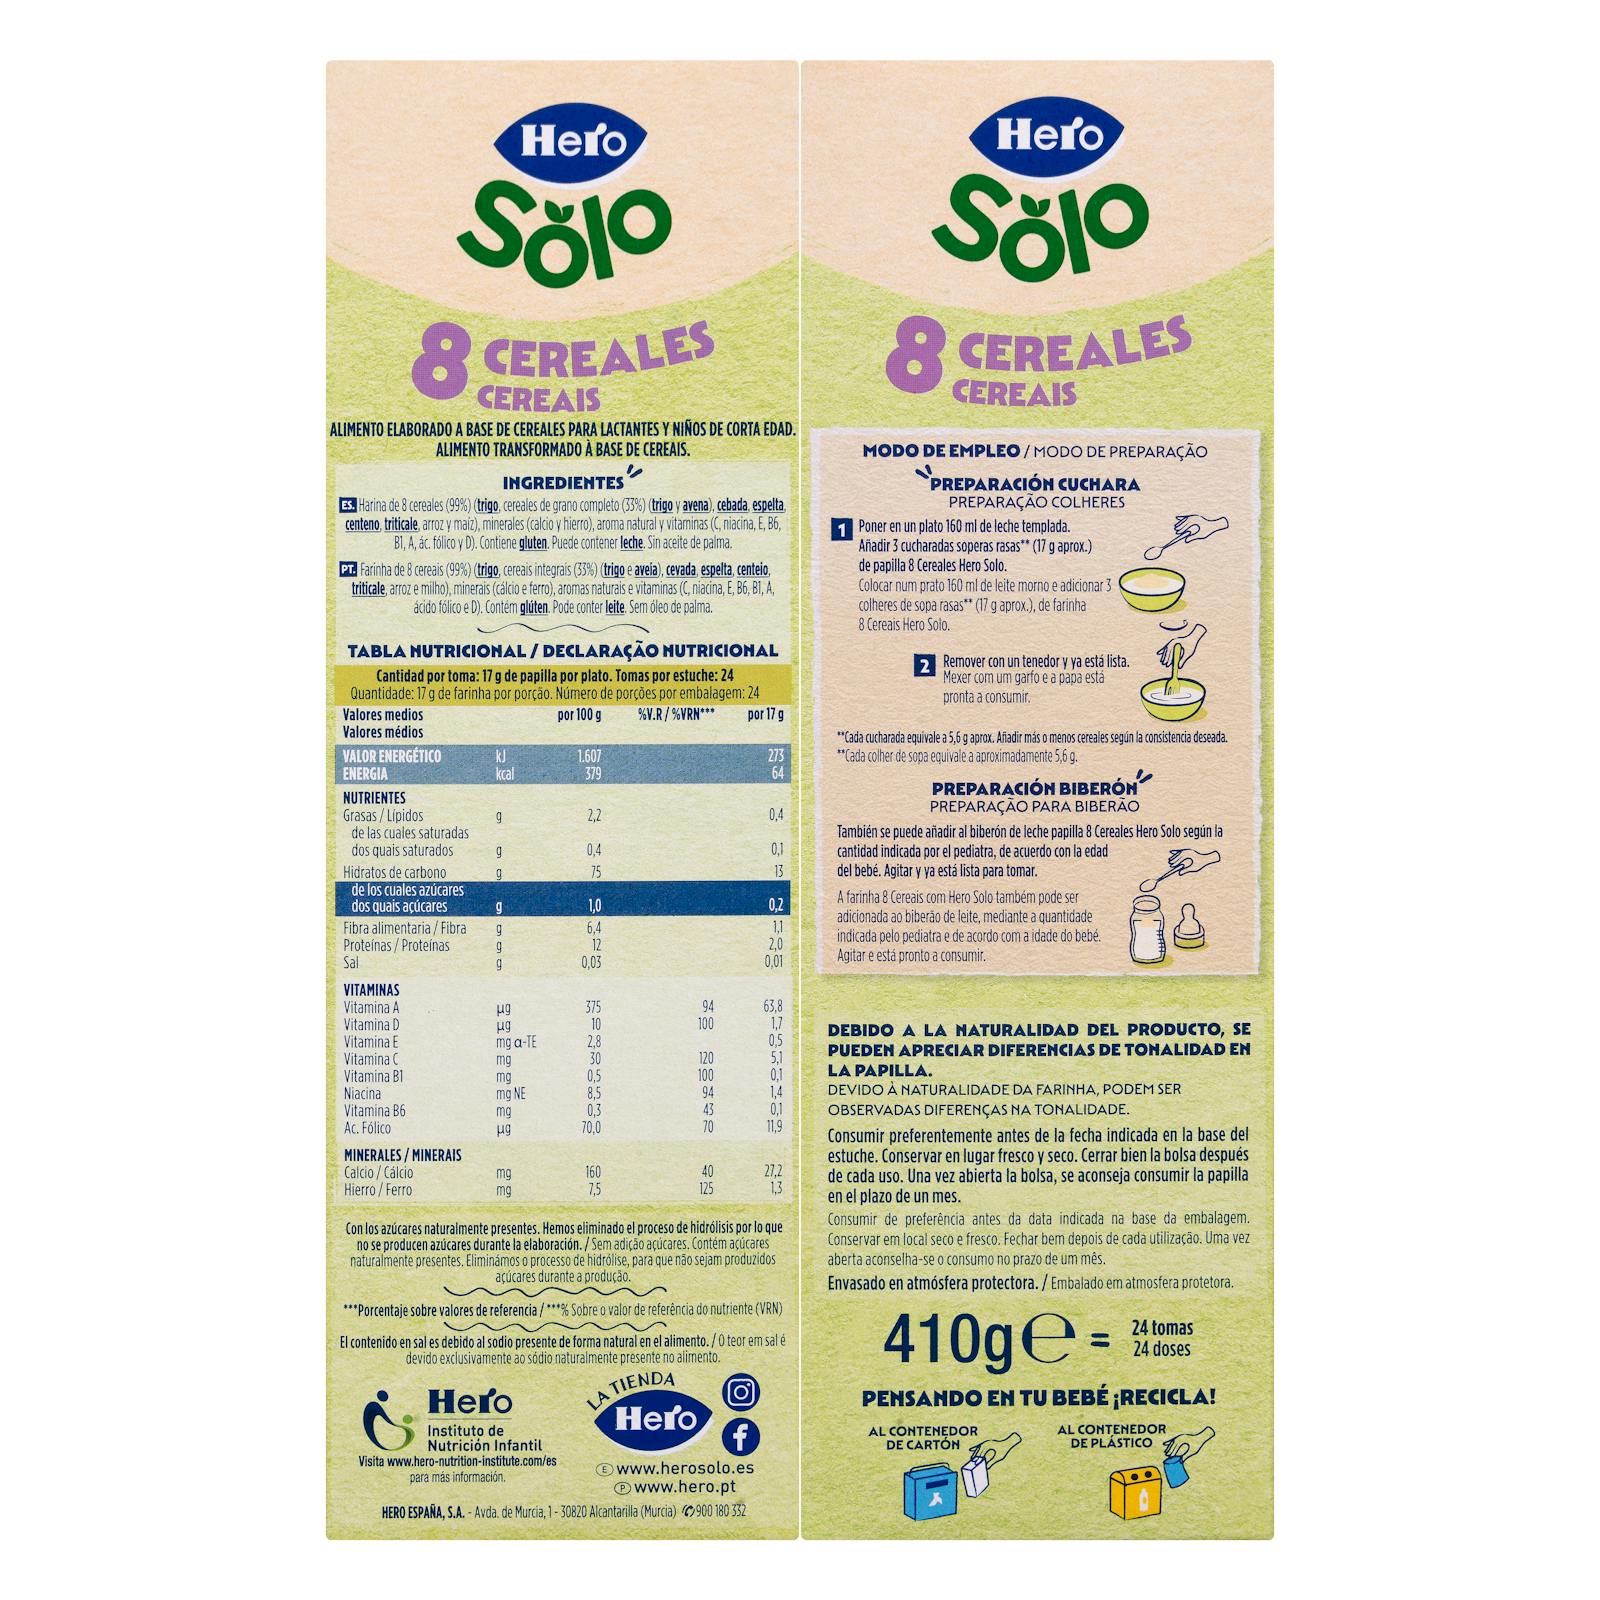 Hero
Solo
8 CEREALES
CEREAIS
ALIMENTO ELABORADO A BASE DE CEREALES PARA LACTANTES Y NIÑOS DE CORTA EDAD.
ALIMENTO TRANSFORMADO À BASE DE CEREAIS.
INGREDIENTES
ES. Harina de 8 cereales (99%) (trigo, cereales de grano completo (33%) (trigo y avena), cebada, espelta,
centeno, triticale, arroz y maíz), minerales (calcio y hierro), aroma natural y vitaminas (C, niacina, E, B6,
B1, A, ác. fólico y D). Contiene gluten. Puede contener leche. Sin aceite de palma.
PT. Farinha de 8 cereais (99%) (trigo, cereais integrais (33%) (trigo e aveia), cevada, espelta, centeio,
triticale, arroz e milho), minerais (cálcio e ferro), aromas naturais e vitaminas (C, niacina, E, B6, B1, A,
ácido fólico e D). Contém glúten. Pode conter leite. Sem óleo de palma.
TABLA NUTRICIONAL / DECLARAÇÃO NUTRICIONAL
Cantidad por toma: 17 g de papilla por plato. Tomas por estuche: 24
Quantidade: 17 g de farinha por porção. Número de porções por embalagem: 24
Valores medios por 100 g %V.R / %VRN*** por 17 g
Valores médios
VALOR ENERGÉTICO kJ 1.607 273
ENERGIA kcal 379 64
NUTRIENTES
Grasas / Lípidos g 2,2 0,4
de las cuales saturadas
dos quais saturados g 0,4 0,1
Hidratos de carbono g 75 13
de los cuales azúcares
dos quais açúcares g 1,0 0,2
Fibra alimentaria / Fibra g 6,4 1,1
Proteínas / Proteínas g 12 2,0
Sal g 0,03 0,01
VITAMINAS
Vitamina A µg 375 94 63,8
Vitamina D µg 10 100 1,7
Vitamina E mg α-TE 2,8 0,5
Vitamina C mg 30 120 5,1
Vitamina B1 mg 0,5 100 0,1
Niacina mg NE 8,5 94 1,4
Vitamina B6 mg 0,3 43 0,1
Ac. Fólico µg 70,0 70 11,9
MINERALES / MINERAIS
Calcio / Cálcio mg 160 40 27,2
Hierro / Ferro mg 7,5 125 1,3
Con los azúcares naturalmente presentes. Hemos eliminado el proceso de hidrólisis por lo que
no se producen azúcares durante la elaboración. / Sem adição açúcares. Contém açúcares
naturalmente presentes. Eliminámos o processo de hidrólise, para que não sejam produzidos
açúcares durante a produção.
***Porcentaje sobre valores de referencia / ***% Sobre o valor de referência do nutriente (VRN)
El contenido en sal es debido al sodio presente de forma natural en el alimento. / O teor em sal é
devido exclusivamente ao sódio naturalmente presente no alimento.
Hero
Instituto de
Nutrición Infantil
Visita www.hero-nutrition-institute.com/es
para más información.
LA TIENDA
Hero
E www.herosolo.es
P www.hero.pt
HERO ESPAÑA, S.A. - Avda. de Murcia, 1 - 30820 Alcantarilla (Murcia) ✆900 180 332
Hero
Solo
8 CEREALES
CEREAIS
MODO DE EMPLEO / MODO DE PREPARAÇÃO
PREPARACIÓN CUCHARA
PREPARAÇÃO COLHERES
1 Poner en un plato 160 ml de leche templada.
Añadir 3 cucharadas soperas rasas** (17 g aprox.)
de papilla 8 Cereales Hero Solo.
Colocar num prato 160 ml de leite morno e adicionar 3
colheres de sopa rasas** (17 g aprox.), de farinha
8 Cereais Hero Solo.
2 Remover con un tenedor y ya está lista.
Mexer com um garfo e a papa está
pronta a consumir.
**Cada cucharada equivale a 5,6 g aprox. Añadir más o menos cereales según la consistencia deseada.
**Cada colher de sopa equivale a aproximadamente 5,6 g.
PREPARACIÓN BIBERÓN
PREPARAÇÃO PARA BIBERÃO
También se puede añadir al biberón de leche papilla 8 Cereales Hero Solo según la
cantidad indicada por el pediatra, de acuerdo con la edad
del bebé. Agitar y ya está lista para tomar.
A farinha 8 Cereais com Hero Solo também pode ser
adicionada ao biberão de leite, mediante a quantidade
indicada pelo pediatra e de acordo com a idade do bebé.
Agitar e está pronto a consumir.
DEBIDO A LA NATURALIDAD DEL PRODUCTO, SE
PUEDEN APRECIAR DIFERENCIAS DE TONALIDAD EN
LA PAPILLA.
DEVIDO À NATURALIDADE DA FARINHA, PODEM SER
OBSERVADAS DIFERENÇAS NA TONALIDADE.
Consumir preferentemente antes de la fecha indicada en la base del
estuche. Conservar en lugar fresco y seco. Cerrar bien la bolsa después
de cada uso. Una vez abierta la bolsa, se aconseja consumir la papilla
en el plazo de un mes.
Consumir de preferência antes da data indicada na base da embalagem.
Conservar em local seco e fresco. Fechar bem depois de cada utilização. Uma vez
aberta aconselha-se o consumo no prazo de um mês.
Envasado en atmósfera protectora. / Embalado em atmosfera protetora.
410g ℮ = 24 tomas
24 doses
PENSANDO EN TU BEBÉ ¡RECICLA!
AL CONTENEDOR
DE CARTÓN
AL CONTENEDOR
DE PLÁSTICO